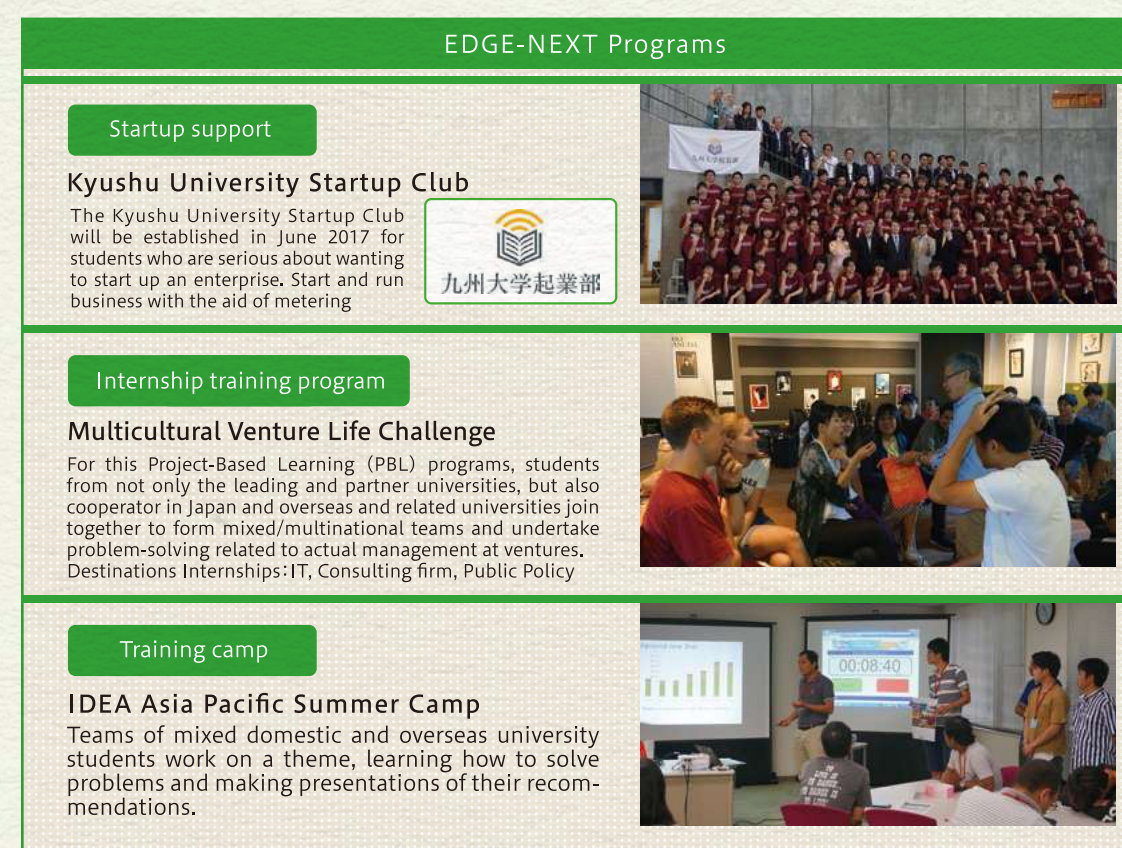 EDGE-NEXT Programs
Startup support
Kyushu University Startup Club
The Kyushu University Startup Club
will be established in June 2017 for
students who are serious about wanting
to start up an enterprise. Start and run
business with the aid of metering
九州大学起業部
九州大学起業部
Internship training program
Multicultural Venture Life Challenge
For this Project-Based Learning (PBL) programs, students
from not only the leading and partner universities, but also
cooperator in Japan and overseas and related universities join
together to form mixed/multinational teams and undertake
problem-solving related to actual management at ventures.
Destinations Internships:IT, Consulting firm, Public Policy
Training camp
IDEA Asia Pacific Summer Camp
Teams of mixed domestic and overseas university
students work on a theme, learning how to solve
problems and making presentations of their recom-
mendations.
00:08:40